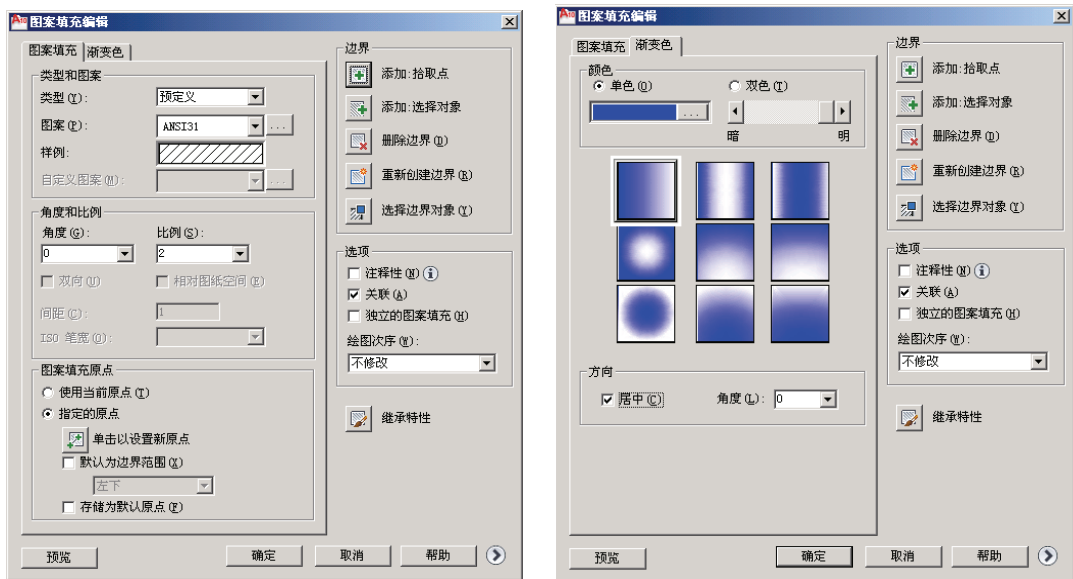 图案填充编辑
图案填充 渐变色
类型和图案
类型(Y): 预定义
图案(P): ANSI31 ...
样例:
自定义图案(M): ...
角度和比例
角度(G): 比例(S):
0 2
双向(U) 相对图纸空间(E)
间距(C): 1
ISO 笔宽(O):
图案填充原点
使用当前原点(T)
指定的原点
单击以设置新原点
默认为边界范围(X)
左下
存储为默认原点(F)
边界
添加:拾取点
添加:选择对象
删除边界(D)
重新创建边界(R)
选择边界对象(V)
选项
注释性(N)
关联(A)
独立的图案填充(H)
绘图次序(W):
不修改
继承特性
预览 确定 取消 帮助
图案填充编辑
图案填充 渐变色
颜色
单色(O) 双色(T)
...
暗 明
方向
居中(C) 角度(L): 0
边界
添加:拾取点
添加:选择对象
删除边界(D)
重新创建边界(R)
选择边界对象(V)
选项
注释性(N)
关联(A)
独立的图案填充(H)
绘图次序(W):
不修改
继承特性
预览 确定 取消 帮助